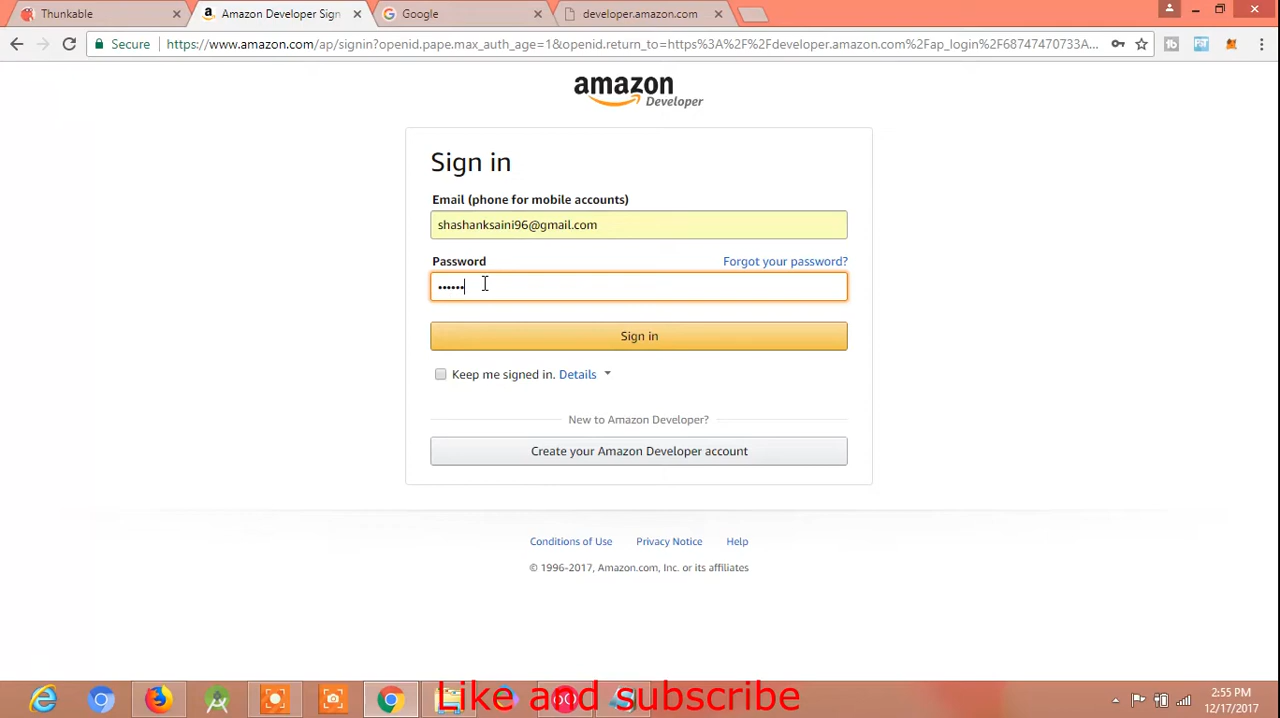 Thunkable
Amazon Developer Sign
Google
developer.amazon.com
Secure
https://www.amazon.com/ap/signin?openid.pape.max_auth_age=1&openid.return_to=https%3A%2F%2Fdeveloper.amazon.com%2Fap_login%2F68747470733A...
amazon
Developer
Sign in
Email (phone for mobile accounts)
shashanksaini96@gmail.com
Password
Forgot your password?
••••••
Sign in
Keep me signed in. Details
New to Amazon Developer?
Create your Amazon Developer account
Conditions of Use
Privacy Notice
Help
© 1996-2017, Amazon.com, Inc. or its affiliates
Like and subscribe
2:55 PM
12/17/2017